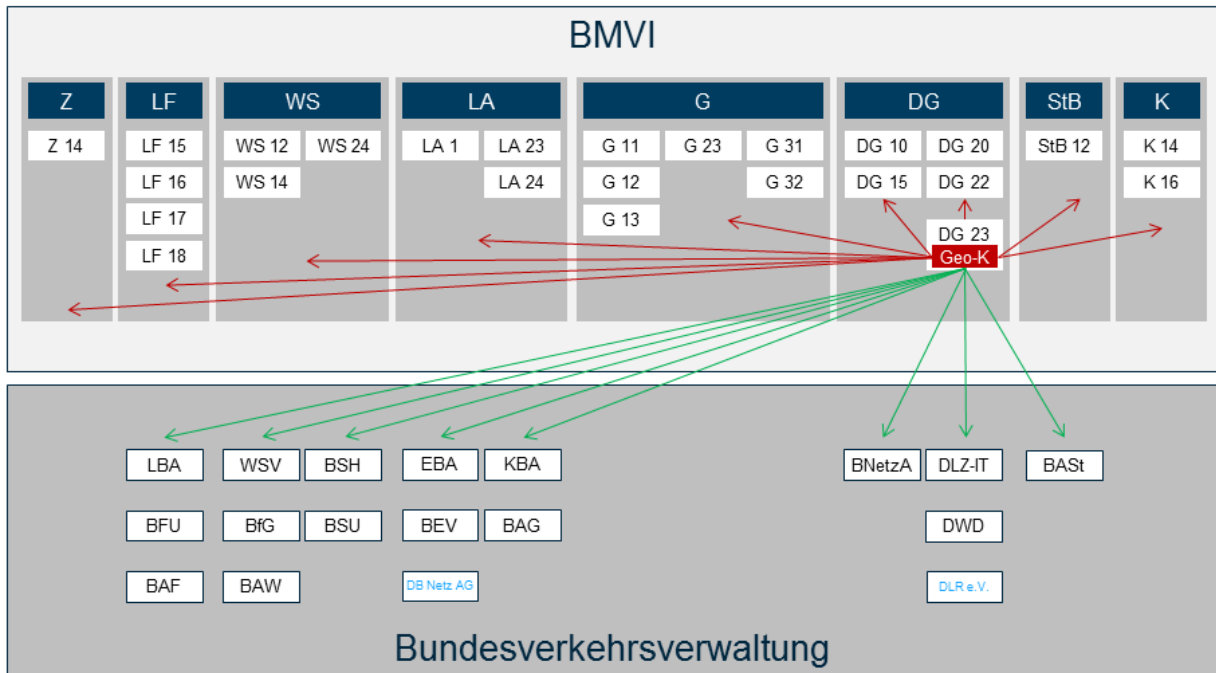 BMVI
Z LF WS LA G DG StB K
Z 14 LF 15 WS 12 WS 24 LA 1 LA 23 G 11 G 23 G 31 DG 10 DG 20 StB 12 K 14
LF 16 WS 14 LA 24 G 12 G 32 DG 15 DG 22 K 16
LF 17 G 13 DG 23
LF 18 Geo-K
LBA WSV BSH EBA KBA BNetzA DLZ-IT BASt
BFU BfG BSU BEV BAG DWD
BAF BAW DB Netz AG DLR e.V.
Bundesverkehrsverwaltung